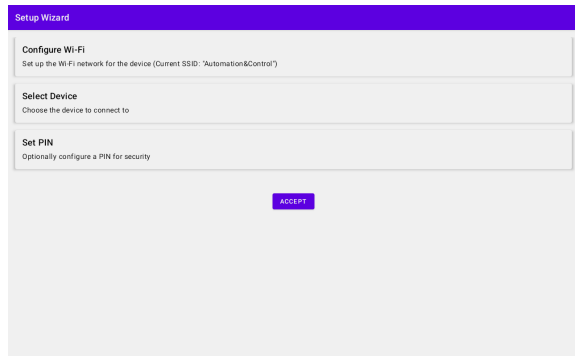 Setup Wizard
Configure Wi-Fi
Set up the Wi-Fi network for the device (Current SSID: "Automation&Control")
Select Device
Choose the device to connect to
Set PIN
Optionally configure a PIN for security
ACCEPT